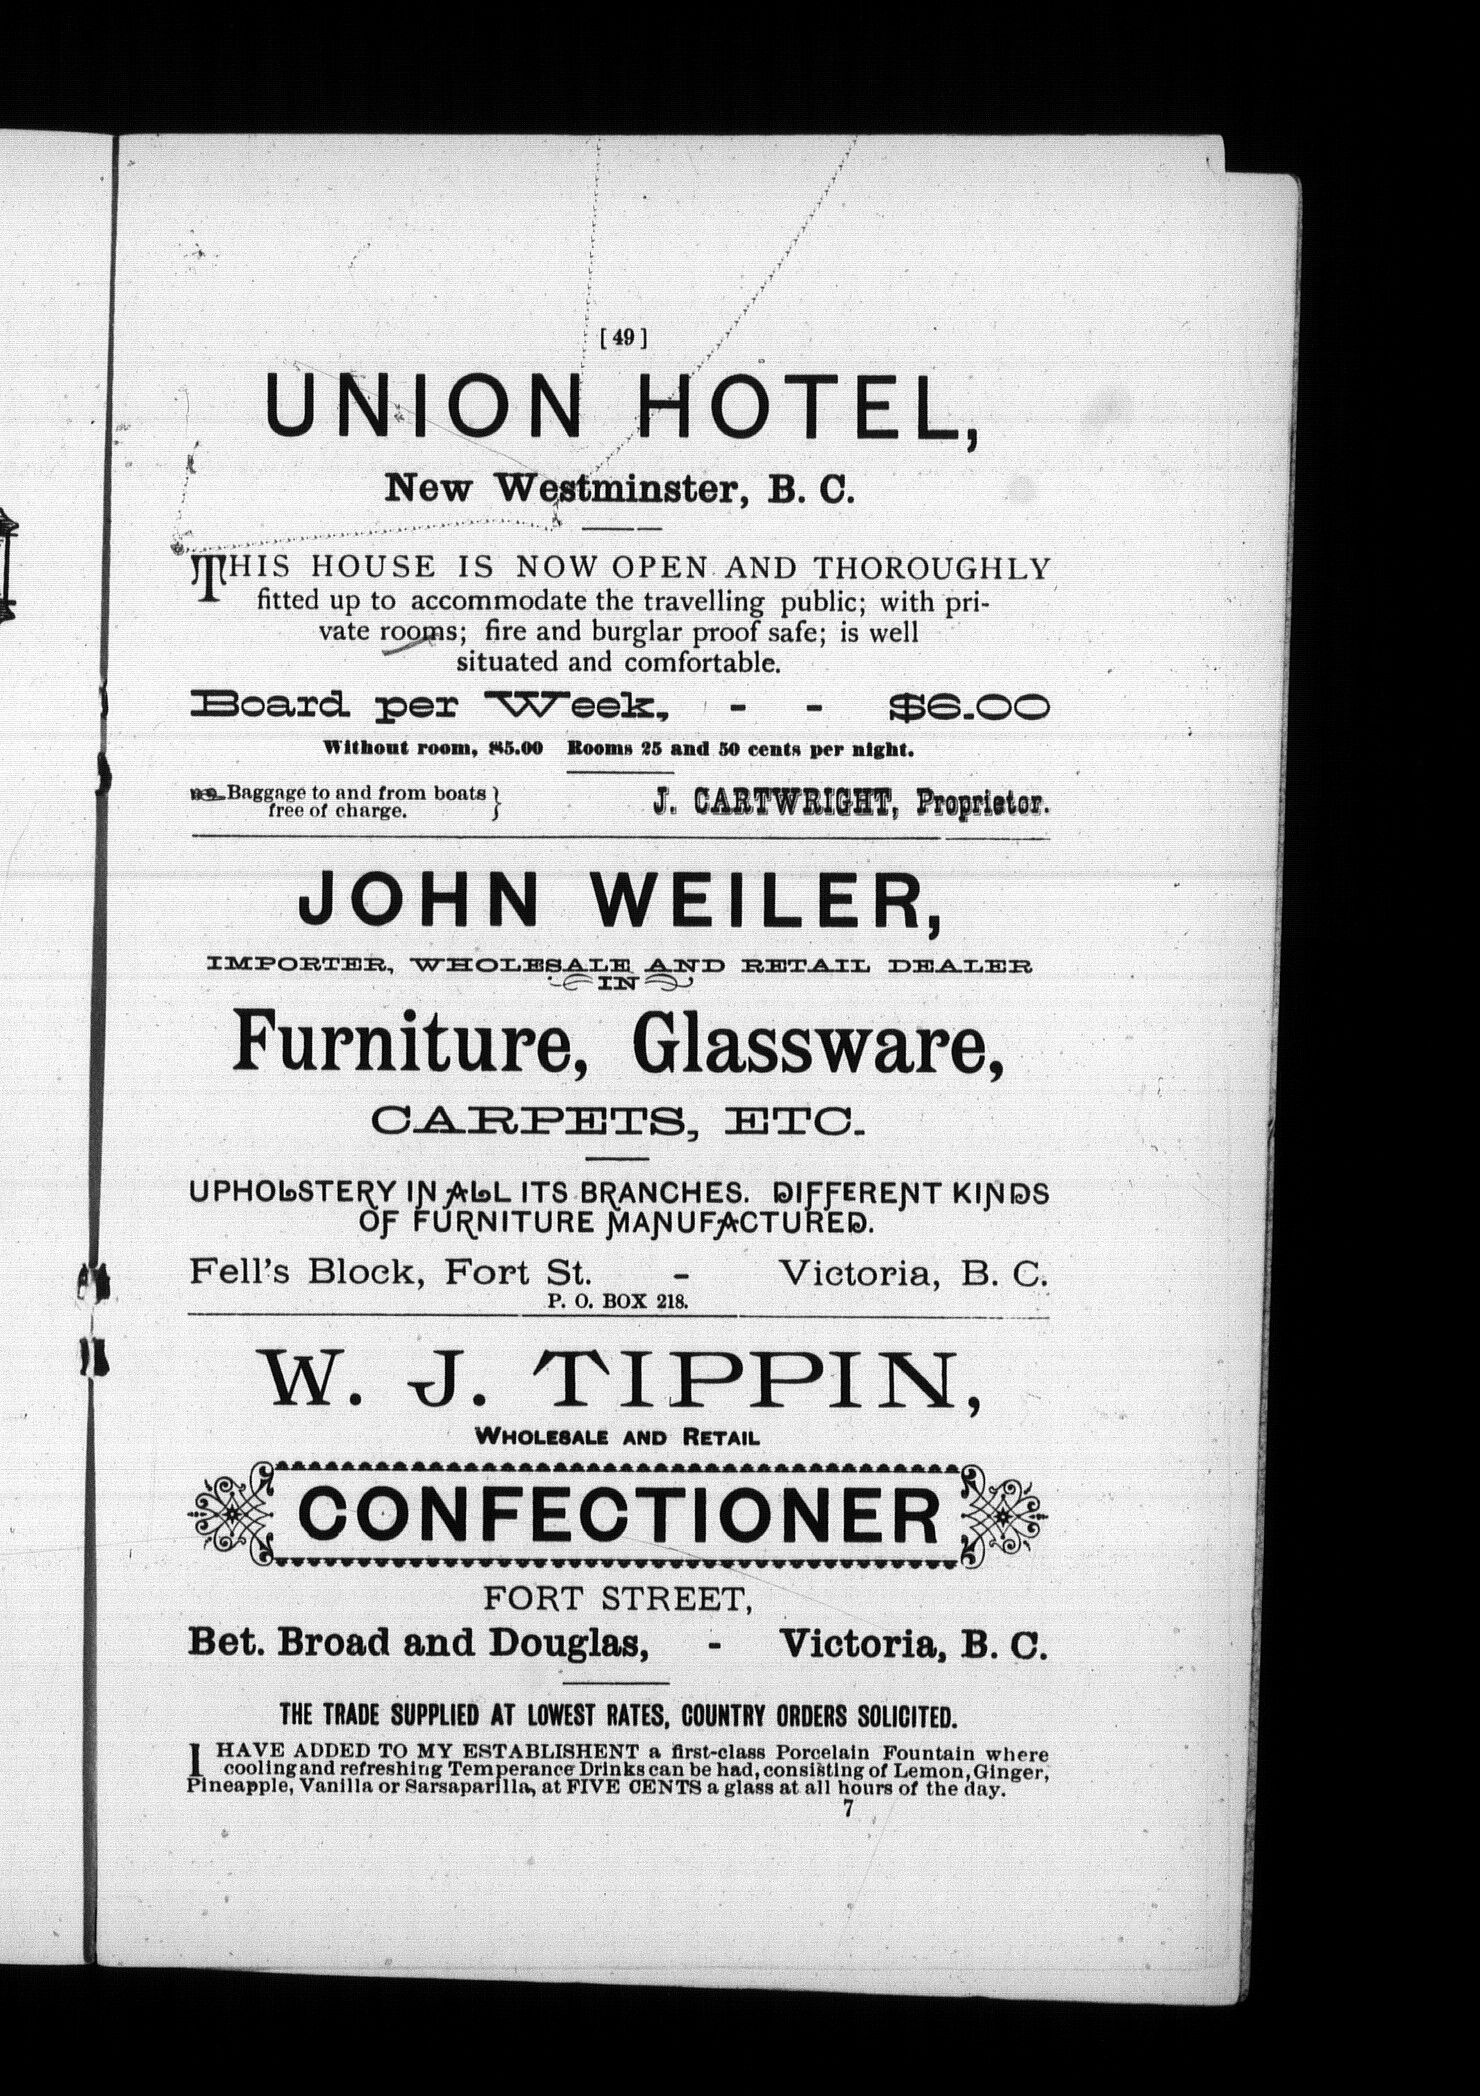 [ 49 ]
UNION HOTEL,
New Westminster, B. C.
THIS HOUSE IS NOW OPEN AND THOROUGHLY
fitted up to accommodate the travelling public; with pri-
vate rooms; fire and burglar proof safe; is well
situated and comfortable.
Board per Week, - - $6.00
Without room, $5.00 Rooms 25 and 50 cents per night.
Baggage to and from boats }
free of charge.
J. CARTWRIGHT, Proprietor.
JOHN WEILER,
IMPORTER, WHOLESALE AND RETAIL DEALER
IN
Furniture, Glassware,
CARPETS, ETC.
UPHOLSTERY IN ALL ITS BRANCHES. DIFFERENT KINDS
OF FURNITURE MANUFACTURED.
Fell's Block, Fort St. - Victoria, B. C.
P. O. BOX 218.
W. J. TIPPIN,
WHOLESALE AND RETAIL
CONFECTIONER
FORT STREET,
Bet. Broad and Douglas, - Victoria, B. C.
THE TRADE SUPPLIED AT LOWEST RATES, COUNTRY ORDERS SOLICITED.
I HAVE ADDED TO MY ESTABLISHENT a first-class Porcelain Fountain where
cooling and refreshing Temperance Drinks can be had, consisting of Lemon, Ginger,
Pineapple, Vanilla or Sarsaparilla, at FIVE CENTS a glass at all hours of the day.
7